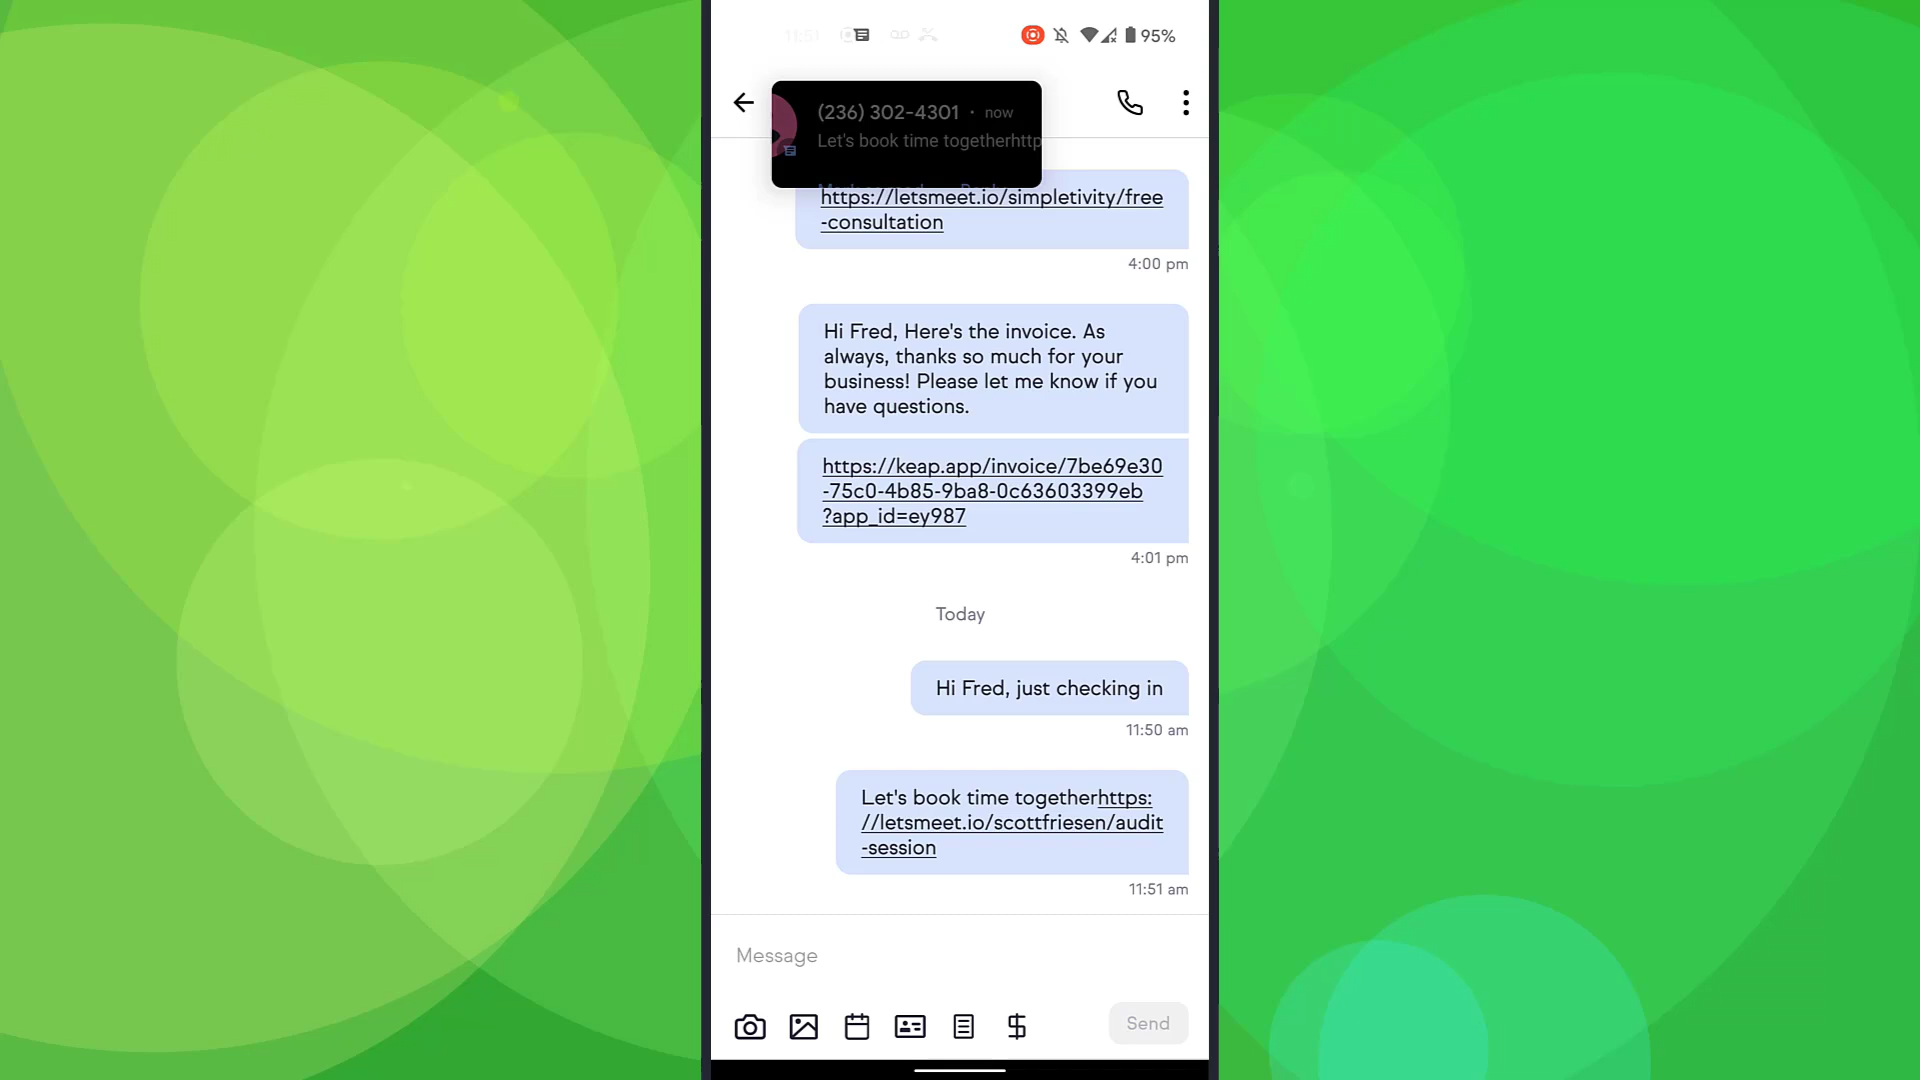 11:51
95%
(236) 302-4301 · now
Let's book time togetherhttp
https://letsmeet.io/simpletivity/free
-consultation
4:00 pm
Hi Fred, Here's the invoice. As
always, thanks so much for your
business! Please let me know if you
have questions.
https://keap.app/invoice/7be69e30
-75c0-4b85-9ba8-0c63603399eb
?app_id=ey987
4:01 pm
Today
Hi Fred, just checking in
11:50 am
Let's book time togetherhttps:
//letsmeet.io/scottfriesen/audit
-session
11:51 am
Message
Send